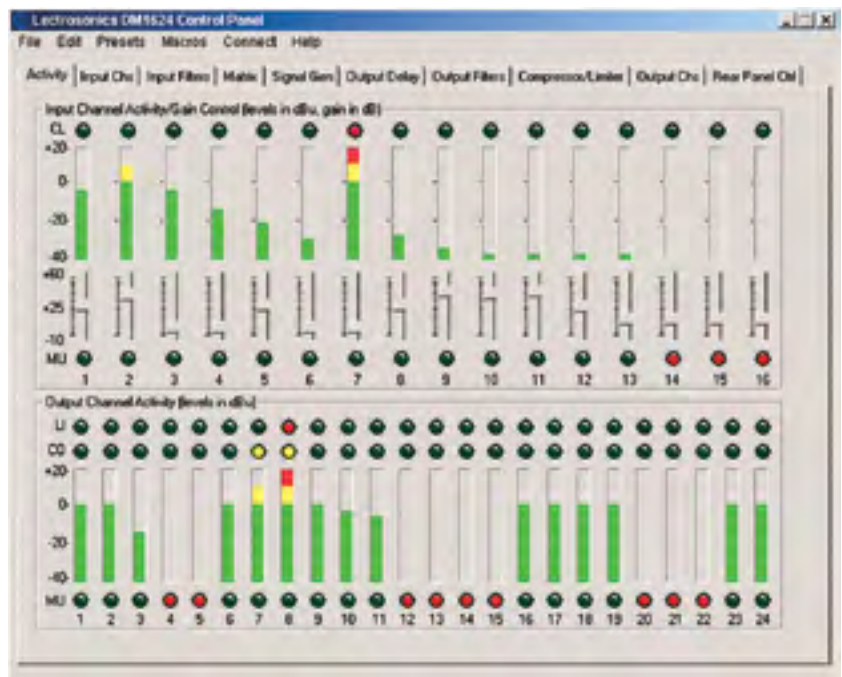 Lectrosonics DM1624 Control Panel
File Edit Presets Macros Connect Help
Activity Input Chs Input Filters Matrix Signal Gen Output Delay Output Filters Compressor/Limiter Output Chs Rear Panel Ctl
Input Channel Activity/Gain Control (levels in dBu, gain in dB)
CL
+20
0
-20
-40
+60
+25
-10
MU
1 2 3 4 5 6 7 8 9 10 11 12 13 14 15 16
Output Channel Activity (levels in dBu)
LI
CO
+20
0
-20
-40
MU
1 2 3 4 5 6 7 8 9 10 11 12 13 14 15 16 17 18 19 20 21 22 23 24